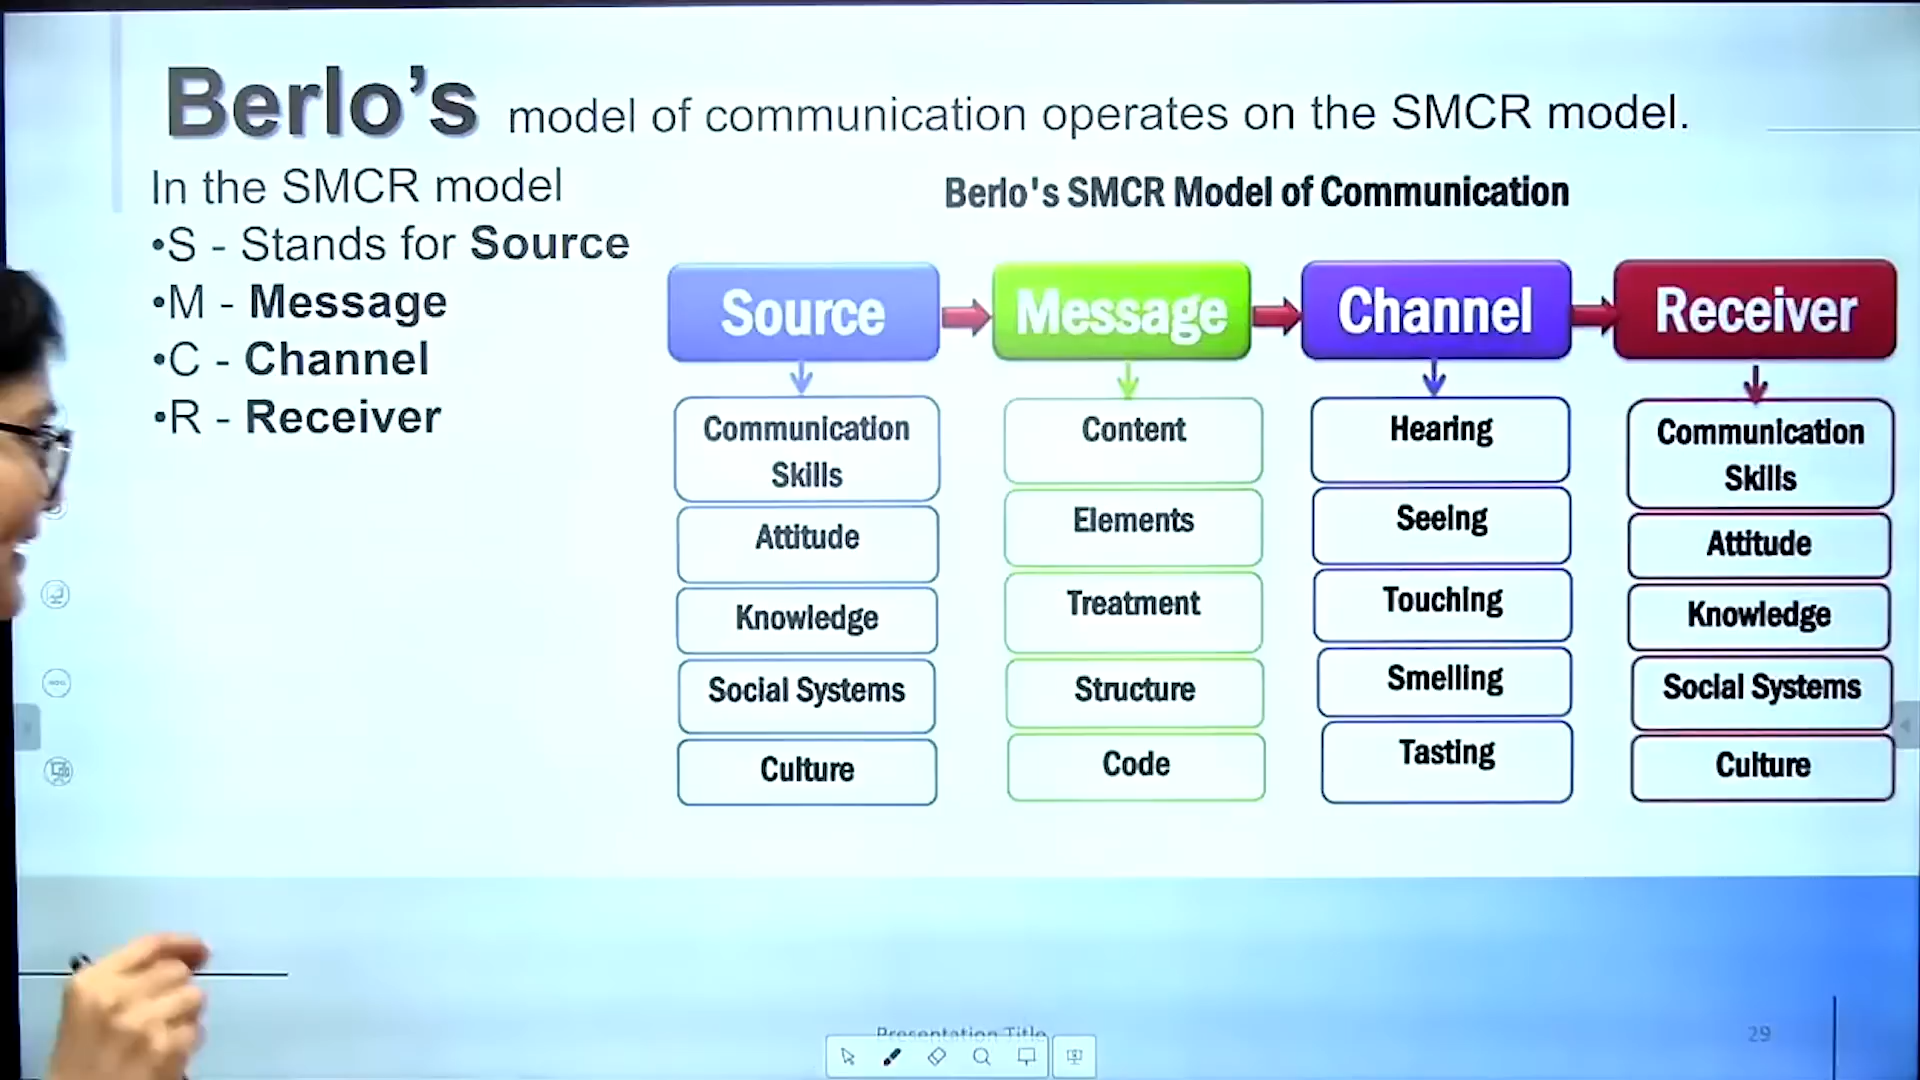 Berlo's model of communication operates on the SMCR model.
In the SMCR model
•S - Stands for Source
•M - Message
•C - Channel
•R - Receiver
Berlo's SMCR Model of Communication
Source
Message
Channel
Receiver
Communication
Skills
Attitude
Knowledge
Social Systems
Culture
Content
Elements
Treatment
Structure
Code
Hearing
Seeing
Touching
Smelling
Tasting
Communication
Skills
Attitude
Knowledge
Social Systems
Culture
Presentation Title
29